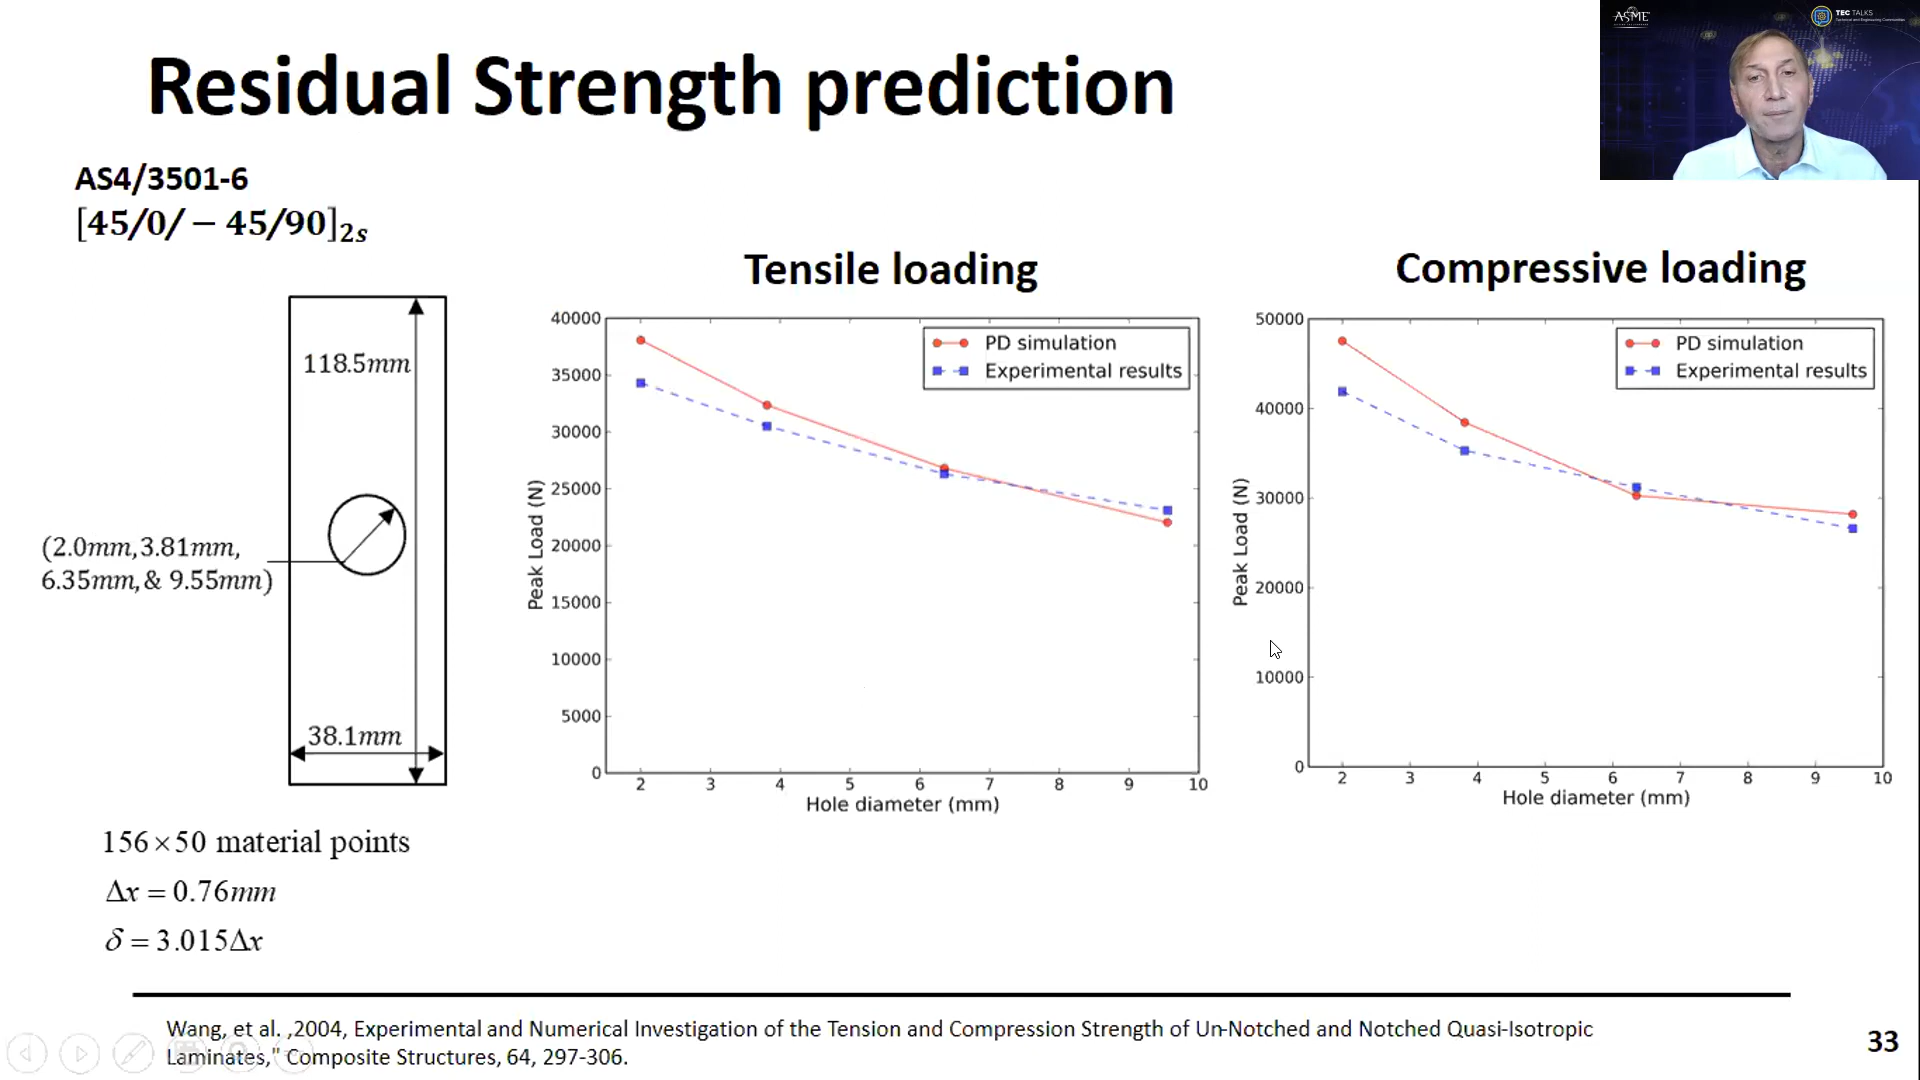 Residual Strength prediction
ASME
TEC TALKS
AS4/3501-6
[45/0/− 45/90]₂ₛ
118.5mm
(2.0mm,3.81mm,
6.35mm,& 9.55mm)
38.1mm
156×50 material points
Δx = 0.76mm
δ = 3.015Δx
Tensile loading
40000
35000
30000
25000
20000
15000
10000
5000
0
Peak Load (N)
PD simulation
Experimental results
2 3 4 5 6 7 8 9 10
Hole diameter (mm)
Compressive loading
50000
40000
30000
20000
10000
0
Peak Load (N)
PD simulation
Experimental results
2 3 4 5 6 7 8 9 10
Hole diameter (mm)
Wang, et al. ,2004, Experimental and Numerical Investigation of the Tension and Compression Strength of Un-Notched and Notched Quasi-Isotropic
Laminates," Composite Structures, 64, 297-306.
33